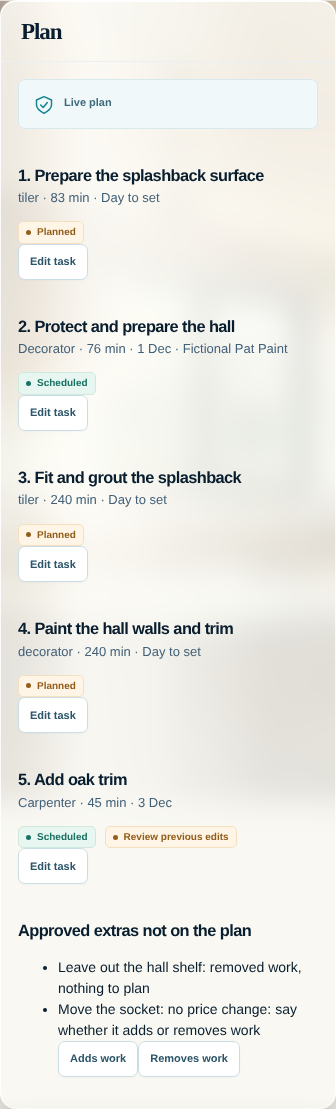 Plan
Live plan
1. Prepare the splashback surface
tiler · 83 min · Day to set
Planned
Edit task
2. Protect and prepare the hall
Decorator · 76 min · 1 Dec · Fictional Pat Paint
Scheduled
Edit task
3. Fit and grout the splashback
tiler · 240 min · Day to set
Planned
Edit task
4. Paint the hall walls and trim
decorator · 240 min · Day to set
Planned
Edit task
5. Add oak trim
Carpenter · 45 min · 3 Dec
Scheduled Review previous edits
Edit task
Approved extras not on the plan
• Leave out the hall shelf: removed work,
nothing to plan
• Move the socket: no price change: say
whether it adds or removes work
Adds work Removes work